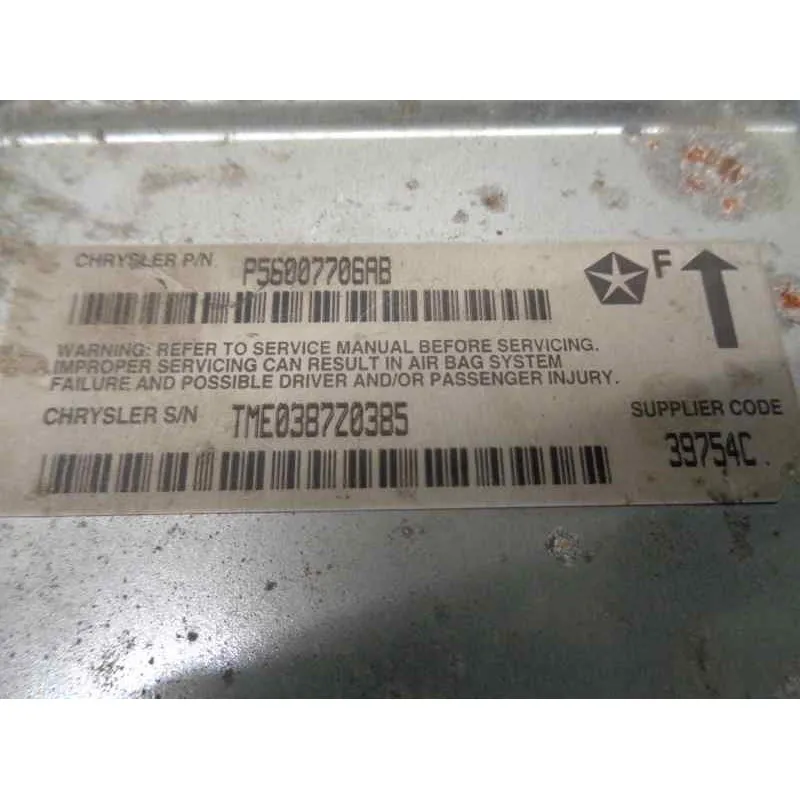 CHRYSLER P/N P56007706AB
F
WARNING: REFER TO SERVICE MANUAL BEFORE SERVICING.
IMPROPER SERVICING CAN RESULT IN AIR BAG SYSTEM
FAILURE AND POSSIBLE DRIVER AND/OR PASSENGER INJURY.
CHRYSLER S/N TME0387Z0385
SUPPLIER CODE
39754C